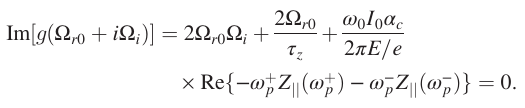 Im[g(Ω_{r0} + iΩ_i)] = 2Ω_{r0}Ω_i + \frac{2Ω_{r0}}{τ_z} + \frac{ω_0 I_0 α_c}{2πE/e}
× Re{−ω_p^+ Z_{||}(ω_p^+) − ω_p^- Z_{||}(ω_p^-)} = 0.